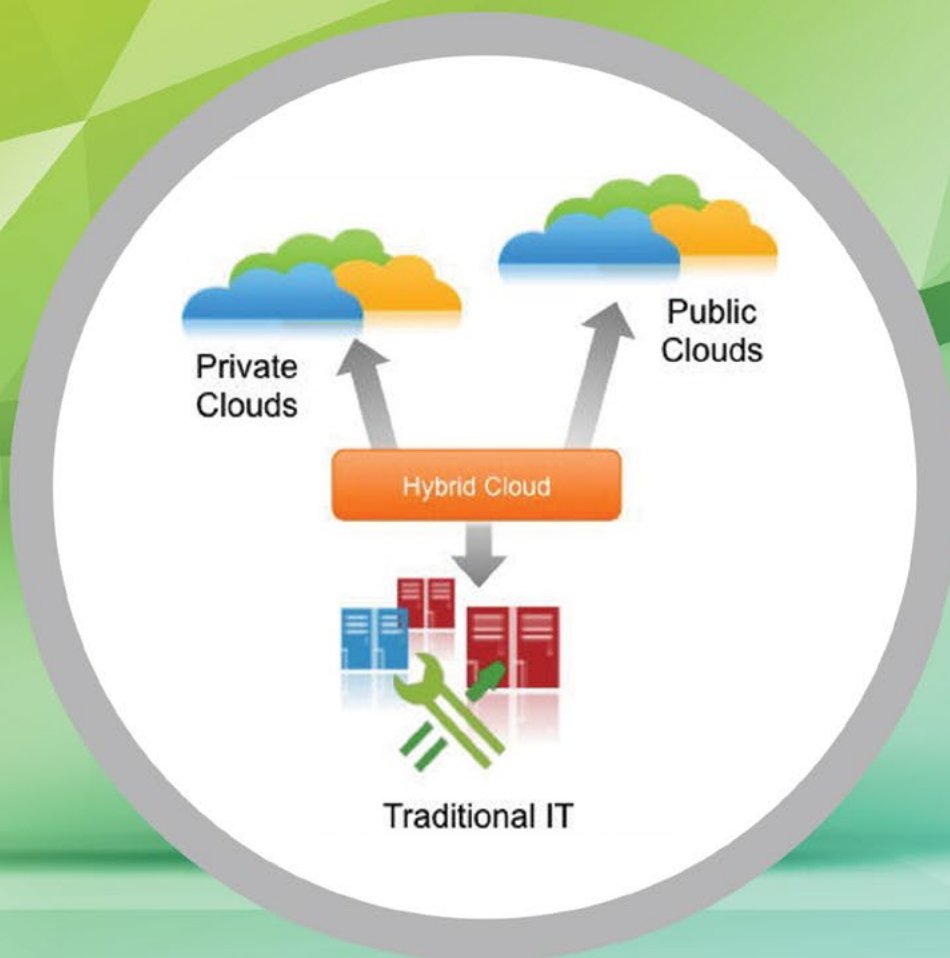 Public
Clouds
Private
Clouds
Hybrid Cloud
Traditional IT